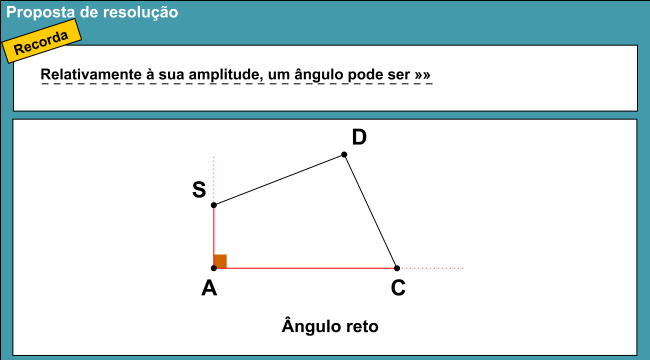 Proposta de resolução
Recorda
Relativamente à sua amplitude, um ângulo pode ser »»
D
S
A
C
Ângulo reto